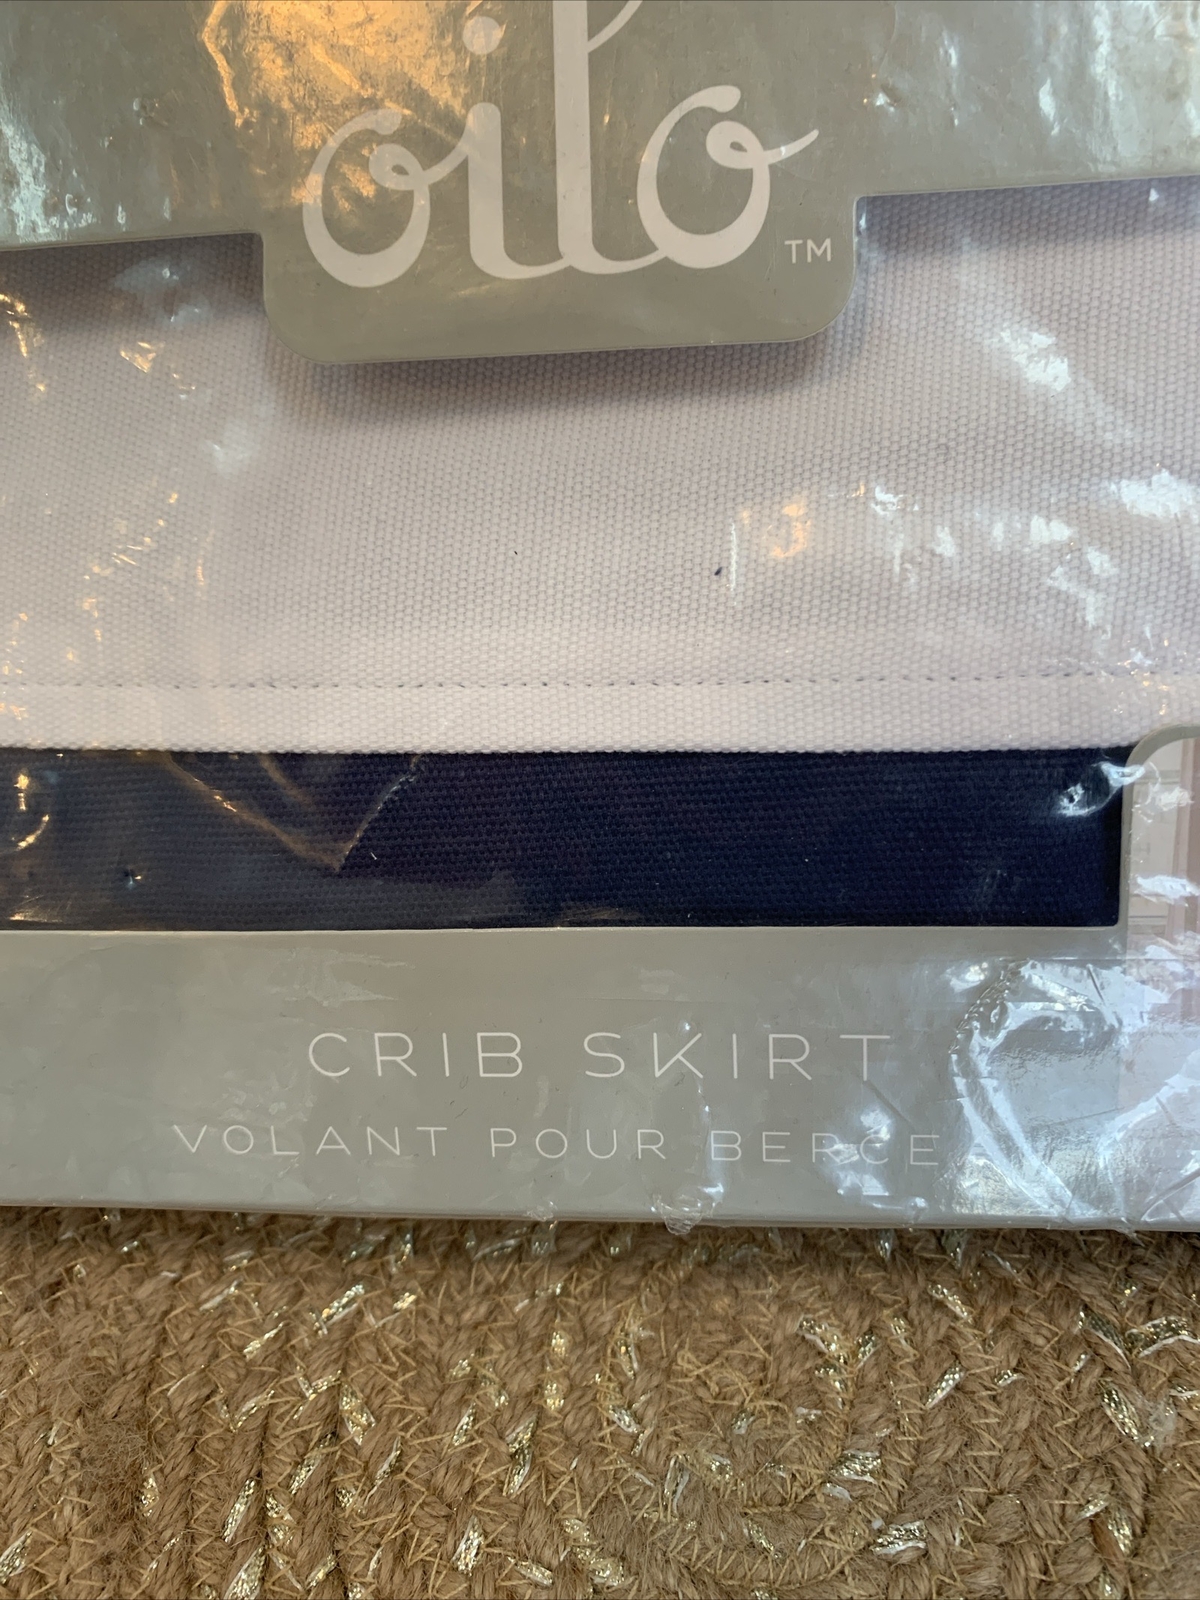 oilo
TM
CRIB SKIRT
VOLANT POUR BERCE